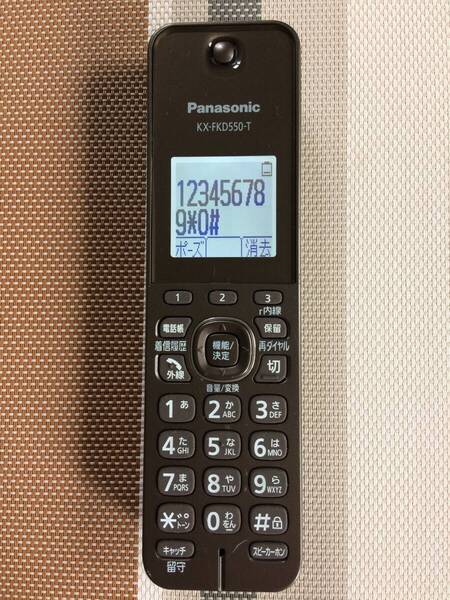 Panasonic
KX-FKD550-T
12345678
9*0#
ポーズ 消去
1 2 3
r内線
電話帳 機能/決定 保留
着信履歴 再ダイヤル
外線 切
音量/変換
1 あ 2 か ABC 3 さ DEF
4 た GHI 5 な JKL 6 は MNO
7 ま PQRS 8 や TUV 9 ら WXYZ
* ゛゜ トーン 0 わをん #
キャッチ スピーカーホン
留守